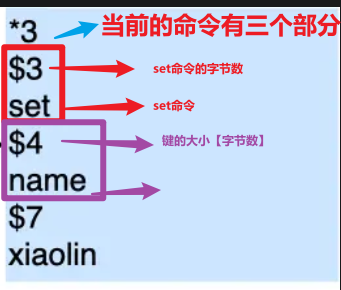 *3 当前的命令有三个部分
$3 set命令的字节数
set set命令
$4 键的大小【字节数】
name
$7
xiaolin